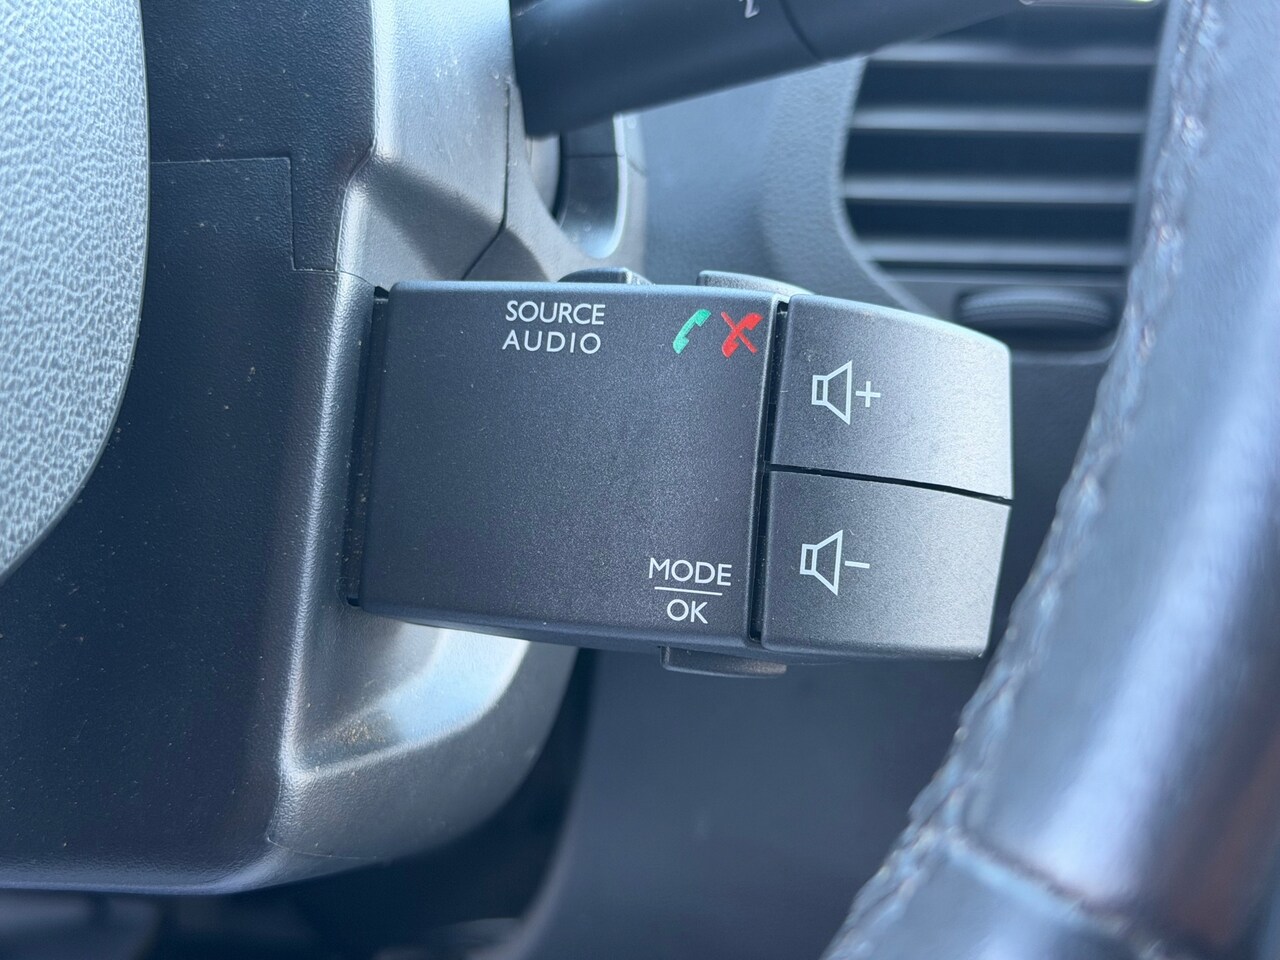 SOURCE
AUDIO
+
-
MODE
OK